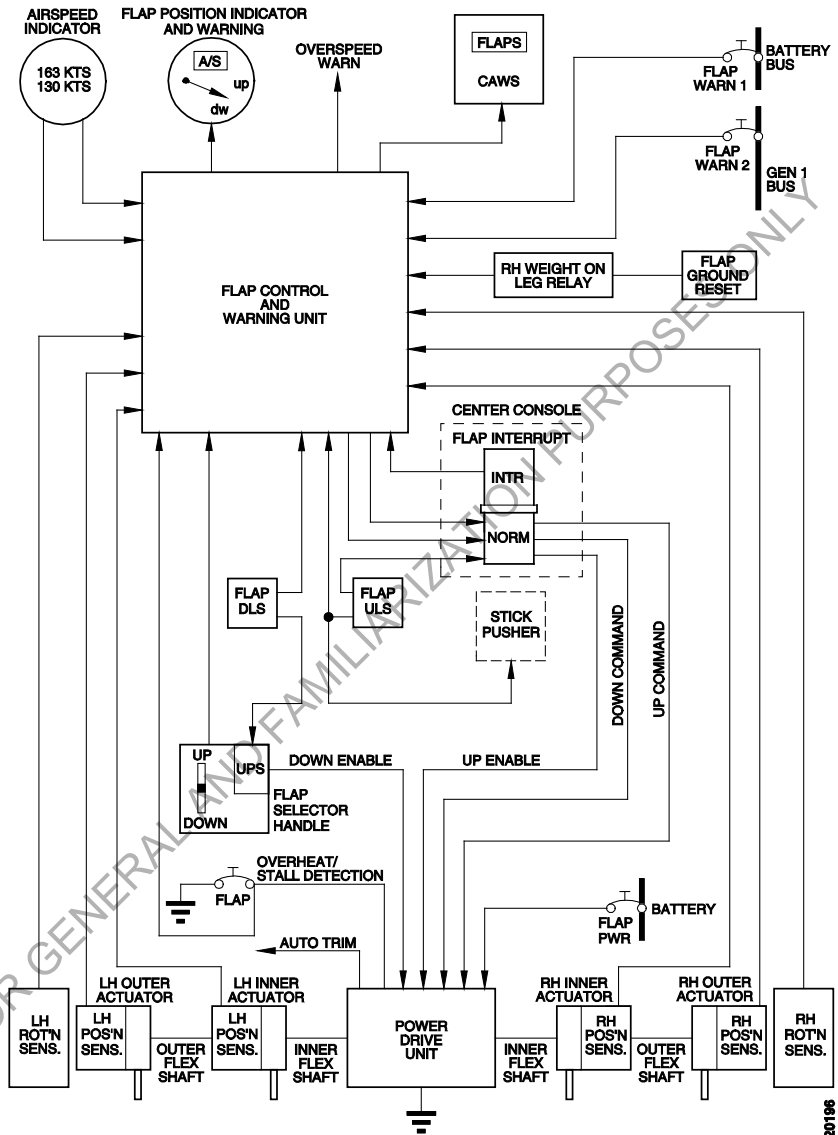 AIRSPEED
INDICATOR
163 KTS
130 KTS
FLAP POSITION INDICATOR
AND WARNING
A/S
up
dw
OVERSPEED
WARN
FLAPS
CAWS
FLAP
WARN 1
BATTERY
BUS
FLAP
WARN 2
GEN 1
BUS
FLAP CONTROL
AND
WARNING UNIT
RH WEIGHT ON
LEG RELAY
FLAP
GROUND
RESET
CENTER CONSOLE
FLAP INTERRUPT
INTR
NORM
FLAP
DLS
FLAP
ULS
STICK
PUSHER
DOWN COMMAND
UP COMMAND
UP
UPS
DOWN
FLAP
SELECTOR
HANDLE
DOWN ENABLE
UP ENABLE
OVERHEAT/
STALL DETECTION
FLAP
AUTO TRIM
FLAP
PWR
BATTERY
LH
ROT'N
SENS.
LH OUTER
ACTUATOR
LH
POS'N
SENS.
OUTER
FLEX
SHAFT
LH INNER
ACTUATOR
LH
POS'N
SENS.
INNER
FLEX
SHAFT
POWER
DRIVE
UNIT
INNER
FLEX
SHAFT
RH INNER
ACTUATOR
RH
POS'N
SENS.
OUTER
FLEX
SHAFT
RH OUTER
ACTUATOR
RH
POS'N
SENS.
RH
ROT'N
SENS.
GENERAL AND FAMILIARIZATION PURPOSES ONLY